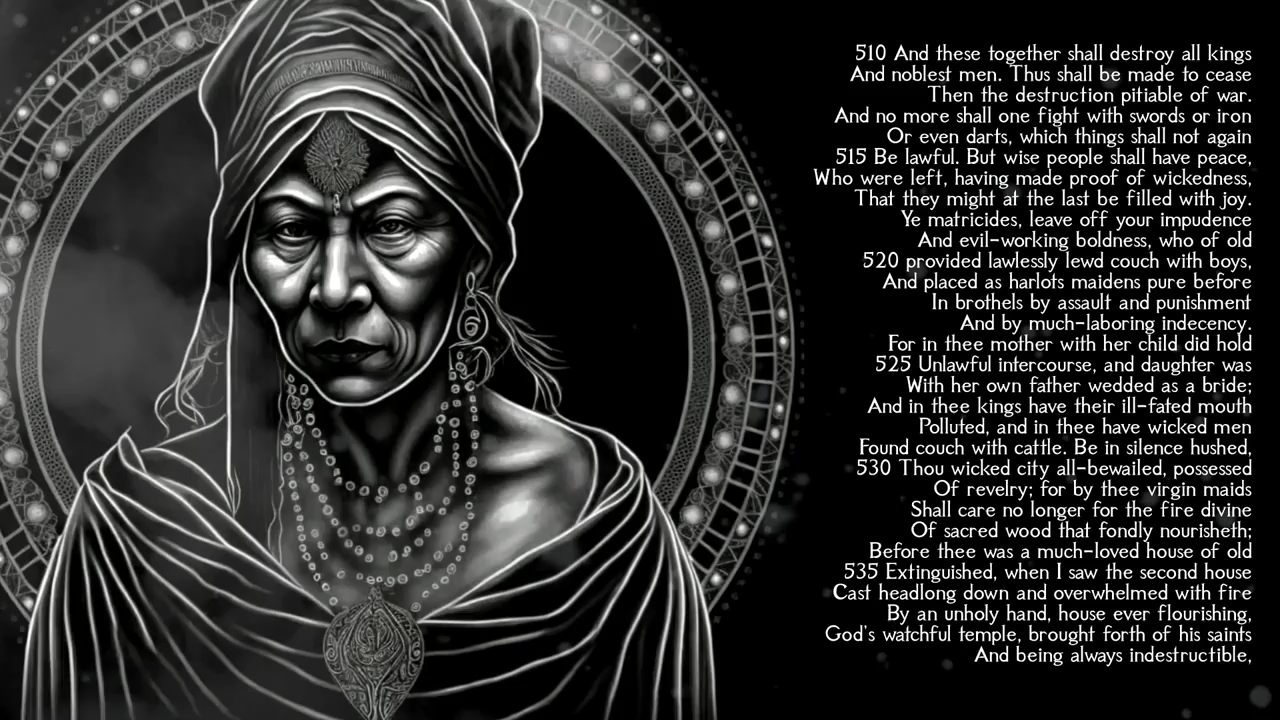 510 And these together shall destroy all kings
And noblest men. Thus shall be made to cease
Then the destruction pitiable of war.
And no more shall one fight with swords or iron
Or even darts, which things shall not again
515 Be lawful. But wise people shall have peace,
Who were left, having made proof of wickedness,
That they might at the last be filled with joy.
Ye matricides, leave off your impudence
And evil-working boldness, who of old
520 provided lawlessly lewd couch with boys,
And placed as harlots maidens pure before
In brothels by assault and punishment
And by much-laboring indecency.
For in thee mother with her child did hold
525 Unlawful intercourse, and daughter was
With her own father wedded as a bride;
And in thee kings have their ill-fated mouth
Polluted, and in thee have wicked men
Found couch with cattle. Be in silence hushed,
530 Thou wicked city all-bewailed, possessed
Of revelry; for by thee virgin maids
Shall care no longer for the fire divine
Of sacred wood that fondly nourisheth;
Before thee was a much-loved house of old
535 Extinguished, when I saw the second house
Cast headlong down and overwhelmed with fire
By an unholy hand, house ever flourishing,
God's watchful temple, brought forth of his saints
And being always indestructible,